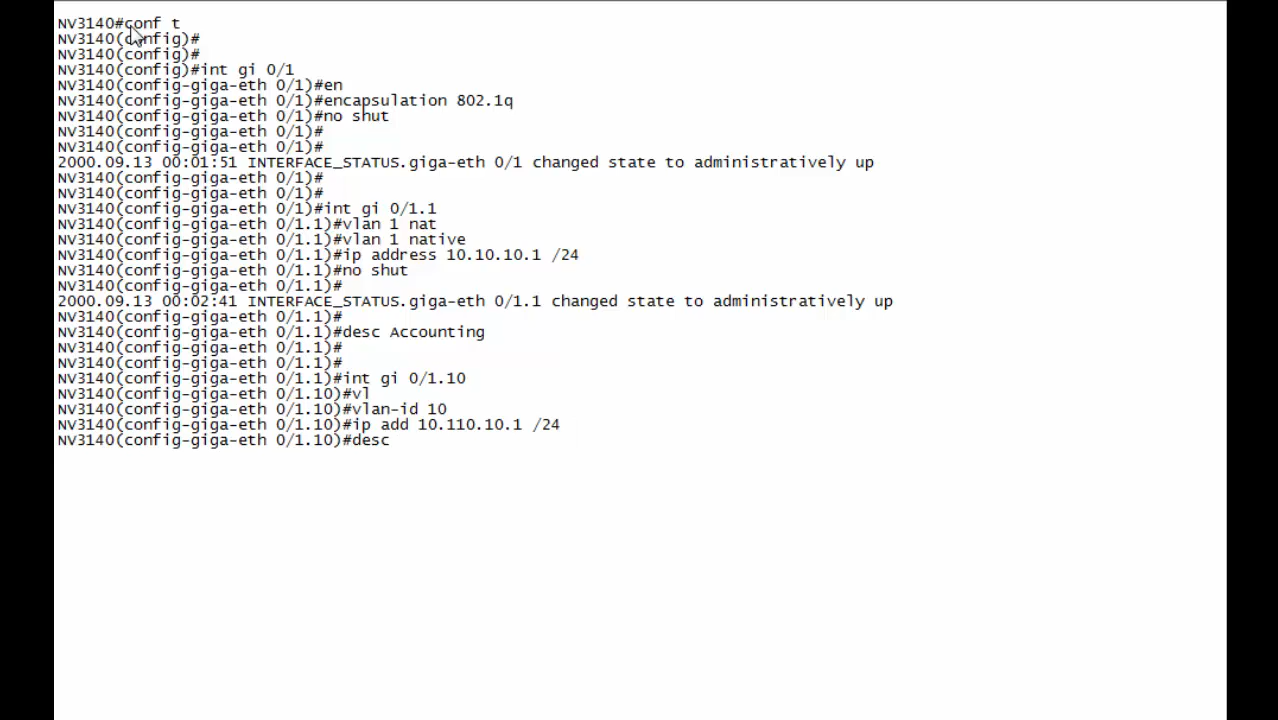 NV3140#conf t
NV3140(config)#
NV3140(config)#
NV3140(config)#int gi 0/1
NV3140(config-giga-eth 0/1)#en
NV3140(config-giga-eth 0/1)#encapsulation 802.1q
NV3140(config-giga-eth 0/1)#no shut
NV3140(config-giga-eth 0/1)#
NV3140(config-giga-eth 0/1)#
2000.09.13 00:01:51 INTERFACE_STATUS.giga-eth 0/1 changed state to administratively up
NV3140(config-giga-eth 0/1)#
NV3140(config-giga-eth 0/1)#
NV3140(config-giga-eth 0/1)#int gi 0/1.1
NV3140(config-giga-eth 0/1.1)#vlan 1 nat
NV3140(config-giga-eth 0/1.1)#vlan 1 native
NV3140(config-giga-eth 0/1.1)#ip address 10.10.10.1 /24
NV3140(config-giga-eth 0/1.1)#no shut
NV3140(config-giga-eth 0/1.1)#
2000.09.13 00:02:41 INTERFACE_STATUS.giga-eth 0/1.1 changed state to administratively up
NV3140(config-giga-eth 0/1.1)#
NV3140(config-giga-eth 0/1.1)#desc Accounting
NV3140(config-giga-eth 0/1.1)#
NV3140(config-giga-eth 0/1.1)#
NV3140(config-giga-eth 0/1.1)#int gi 0/1.10
NV3140(config-giga-eth 0/1.10)#vl
NV3140(config-giga-eth 0/1.10)#vlan-id 10
NV3140(config-giga-eth 0/1.10)#ip add 10.110.10.1 /24
NV3140(config-giga-eth 0/1.10)#desc